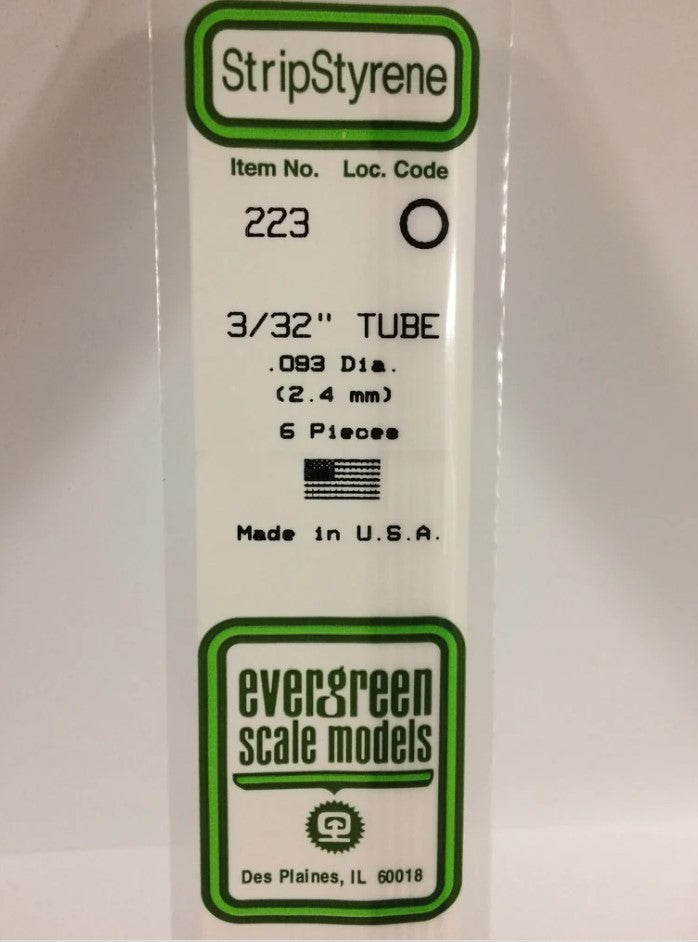 StripStyrene
Item No. Loc. Code
223
3/32" TUBE
.093 Dia.
(2.4 mm)
6 Pieces
Made in U.S.A.
evergreen
scale models
Des Plaines, IL 60018